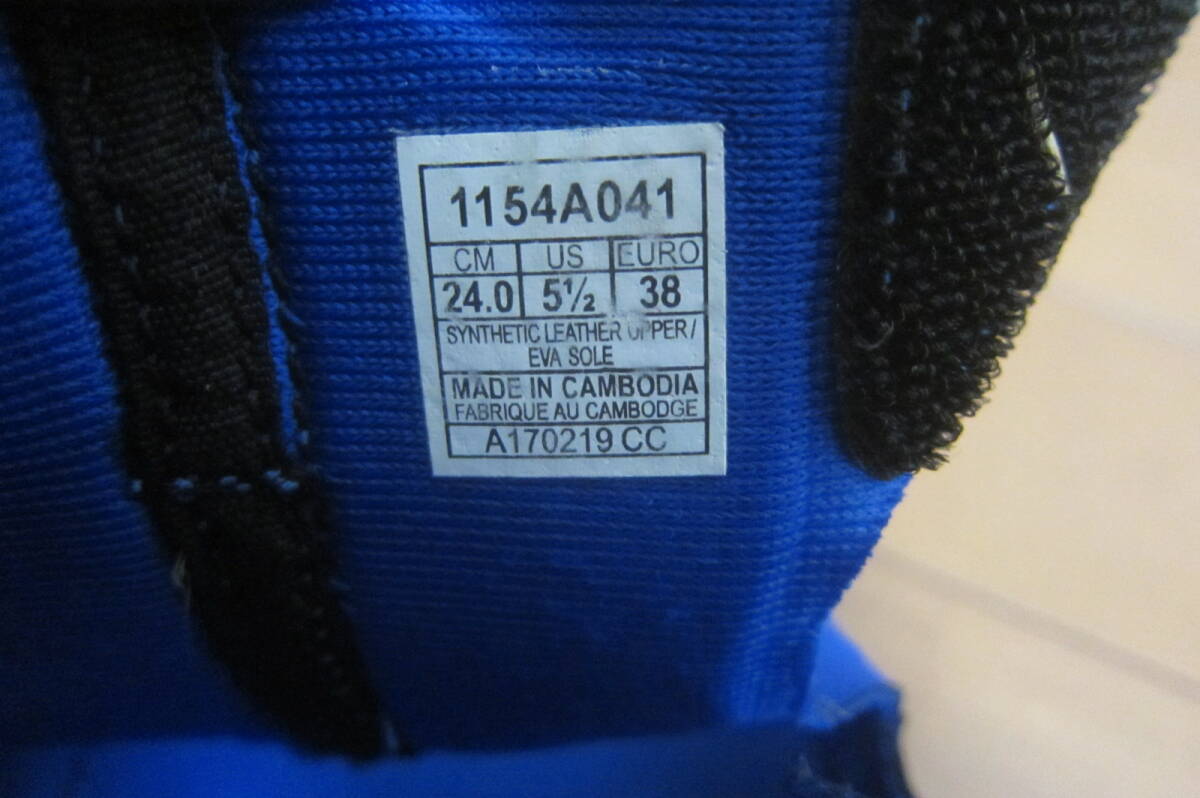 1154A041
CM US EURO
24.0 5½ 38
SYNTHETIC LEATHER UPPER/
EVA SOLE
MADE IN CAMBODIA
FABRIQUE AU CAMBODGE
A170219 CC